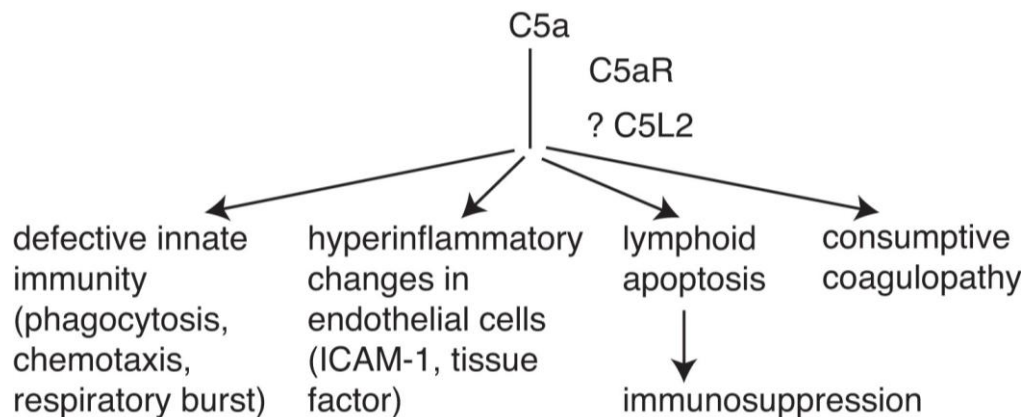 C5a
C5aR
? C5L2
defective innate
immunity
(phagocytosis,
chemotaxis,
respiratory burst)
hyperinflammatory
changes in
endothelial cells
(ICAM-1, tissue
factor)
lymphoid
apoptosis
immunosuppression
consumptive
coagulopathy